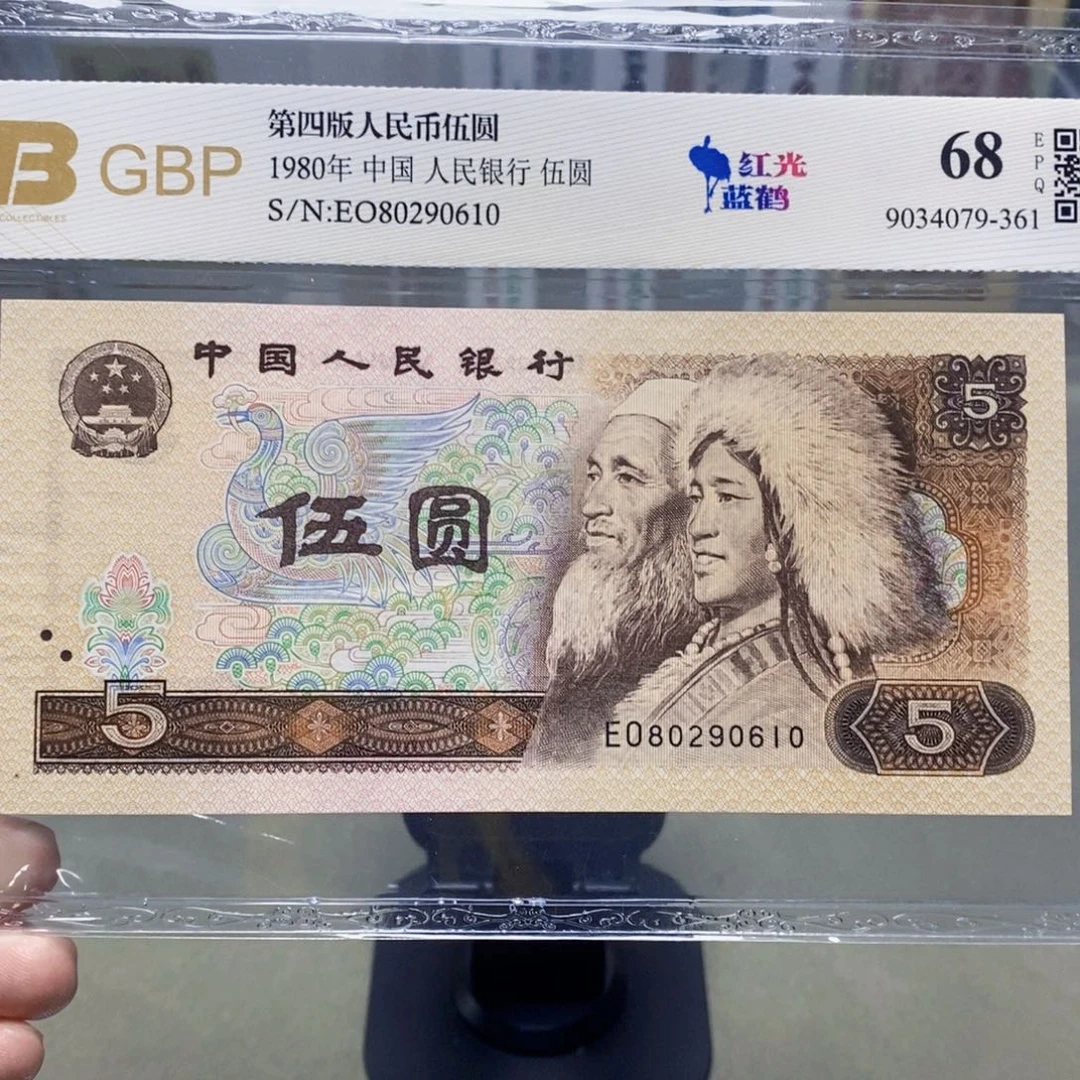 GBP
COLLECTIBLES
第四版人民币伍圆
1980年 中国 人民银行 伍圆
S/N:EO80290610
红光
蓝鹤
68
EPQ
9034079-361
中国人民银行
5
伍圆
5
EO80290610
5